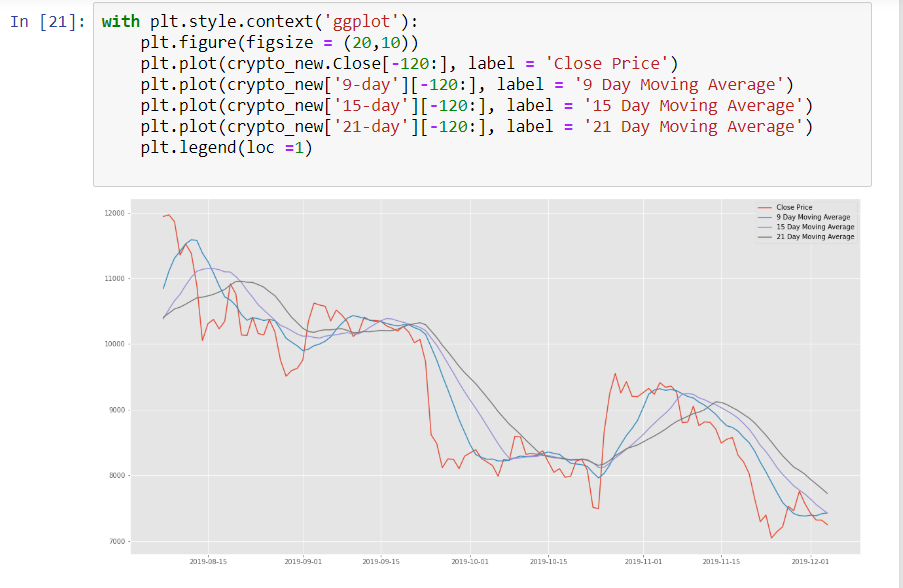 In [21]: with plt.style.context('ggplot'):
plt.figure(figsize = (20,10))
plt.plot(crypto_new.Close[-120:], label = 'Close Price')
plt.plot(crypto_new['9-day'][-120:], label = '9 Day Moving Average')
plt.plot(crypto_new['15-day'][-120:], label = '15 Day Moving Average')
plt.plot(crypto_new['21-day'][-120:], label = '21 Day Moving Average')
plt.legend(loc =1)
Close Price
9 Day Moving Average
15 Day Moving Average
21 Day Moving Average
12000
11000
10000
9000
8000
7000
2019-08-15 2019-09-01 2019-09-15 2019-10-01 2019-10-15 2019-11-01 2019-11-15 2019-12-01